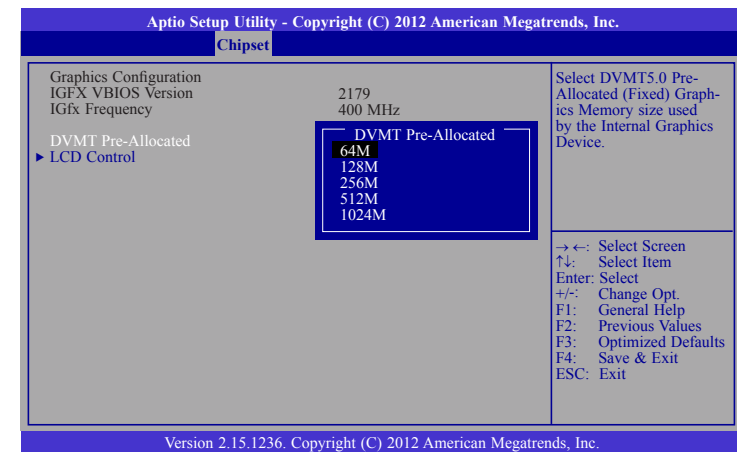 Aptio Setup Utility - Copyright (C) 2012 American Megatrends, Inc.
Chipset
Graphics Configuration
IGFX VBIOS Version 2179
IGfx Frequency 400 MHz
DVMT Pre-Allocated
▶ LCD Control
DVMT Pre-Allocated
64M
128M
256M
512M
1024M
Select DVMT5.0 Pre-
Allocated (Fixed) Graph-
ics Memory size used
by the Internal Graphics
Device.
→←: Select Screen
↑↓: Select Item
Enter: Select
+/-: Change Opt.
F1: General Help
F2: Previous Values
F3: Optimized Defaults
F4: Save & Exit
ESC: Exit
Version 2.15.1236. Copyright (C) 2012 American Megatrends, Inc.